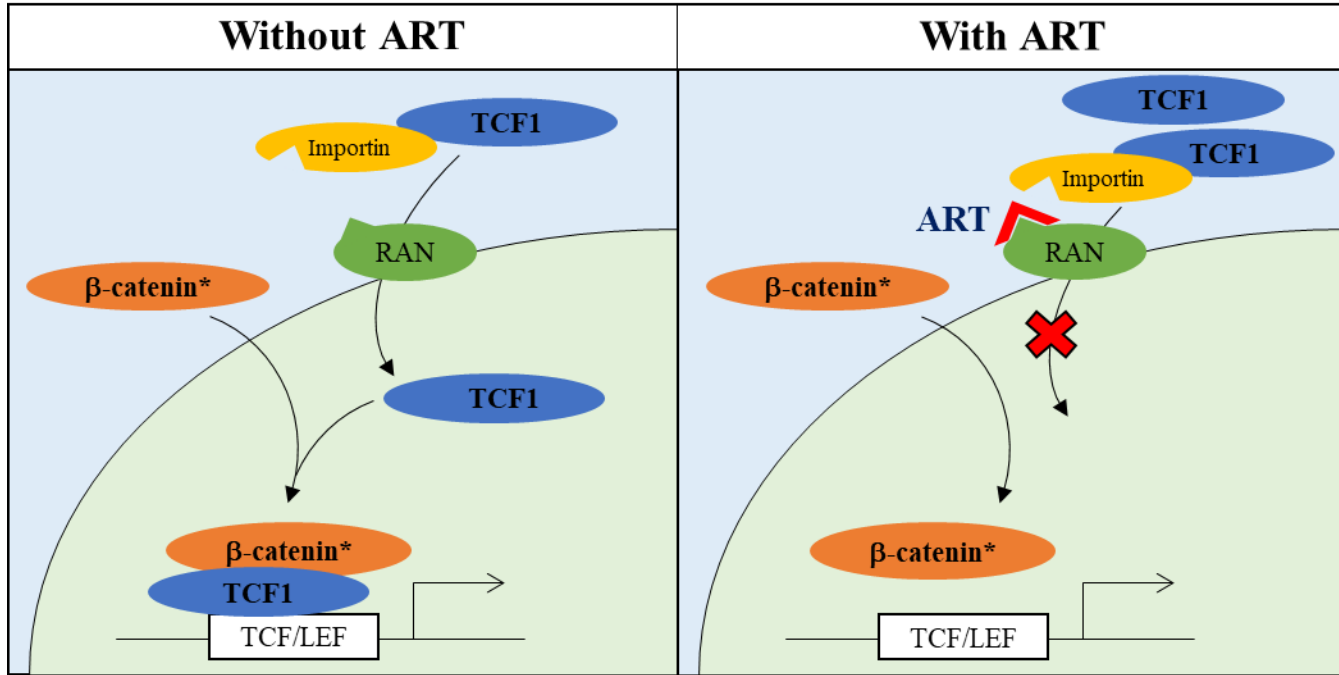 Without ART
With ART
TCF1
Importin
RAN
β-catenin*
TCF1
β-catenin*
TCF1
TCF/LEF
TCF1
TCF1
Importin
ART
RAN
β-catenin*
β-catenin*
TCF/LEF